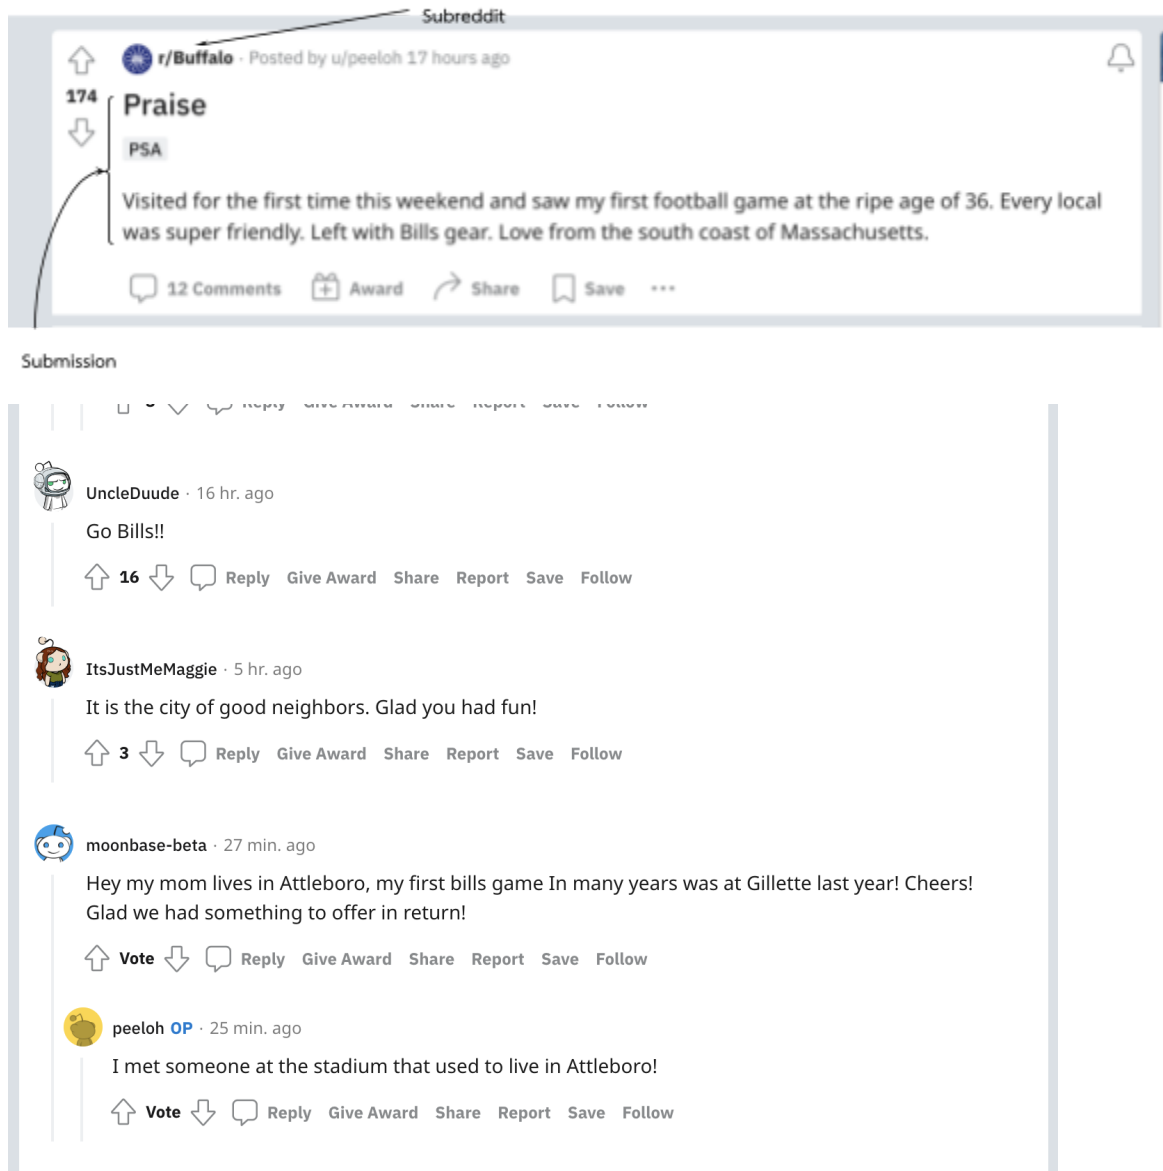 Subreddit
r/Buffalo · Posted by u/peeloh 17 hours ago
174
Praise
PSA
Visited for the first time this weekend and saw my first football game at the ripe age of 36. Every local
was super friendly. Left with Bills gear. Love from the south coast of Massachusetts.
12 Comments Award Share Save ···
Submission
Reply Give Award Share Report Save Follow
UncleDuude · 16 hr. ago
Go Bills!!
16 Reply Give Award Share Report Save Follow
ItsJustMeMaggie · 5 hr. ago
It is the city of good neighbors. Glad you had fun!
3 Reply Give Award Share Report Save Follow
moonbase-beta · 27 min. ago
Hey my mom lives in Attleboro, my first bills game In many years was at Gillette last year! Cheers!
Glad we had something to offer in return!
Vote Reply Give Award Share Report Save Follow
peeloh OP · 25 min. ago
I met someone at the stadium that used to live in Attleboro!
Vote Reply Give Award Share Report Save Follow